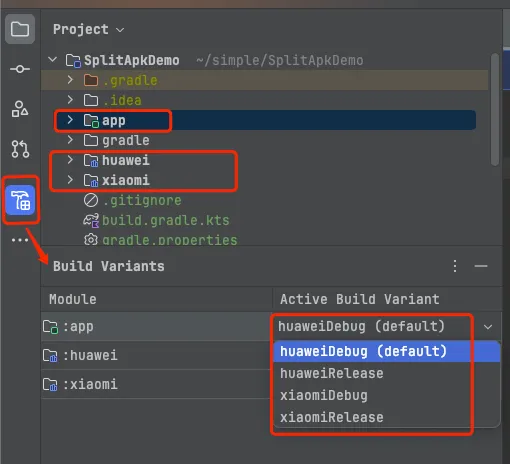 Project
SplitApkDemo ~/simple/SplitApkDemo
.gradle
.idea
app
gradle
huawei
xiaomi
.gitignore
build.gradle.kts
gradle.properties
Build Variants
Module Active Build Variant
:app huaweiDebug (default)
huaweiDebug (default)
:huawei
huaweiRelease
:xiaomi
xiaomiDebug
xiaomiRelease